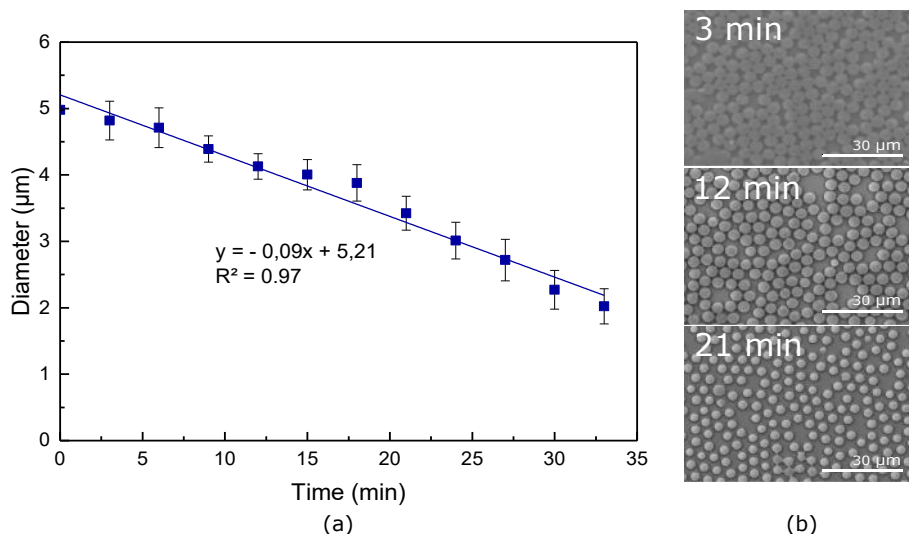 6
5
4
3
2
1
0
Diameter (µm)
y = - 0,09x + 5,21
R² = 0.97
0
5
10
15
20
25
30
35
Time (min)
(a)
3 min
30 µm
12 min
30 µm
21 min
30 µm
(b)